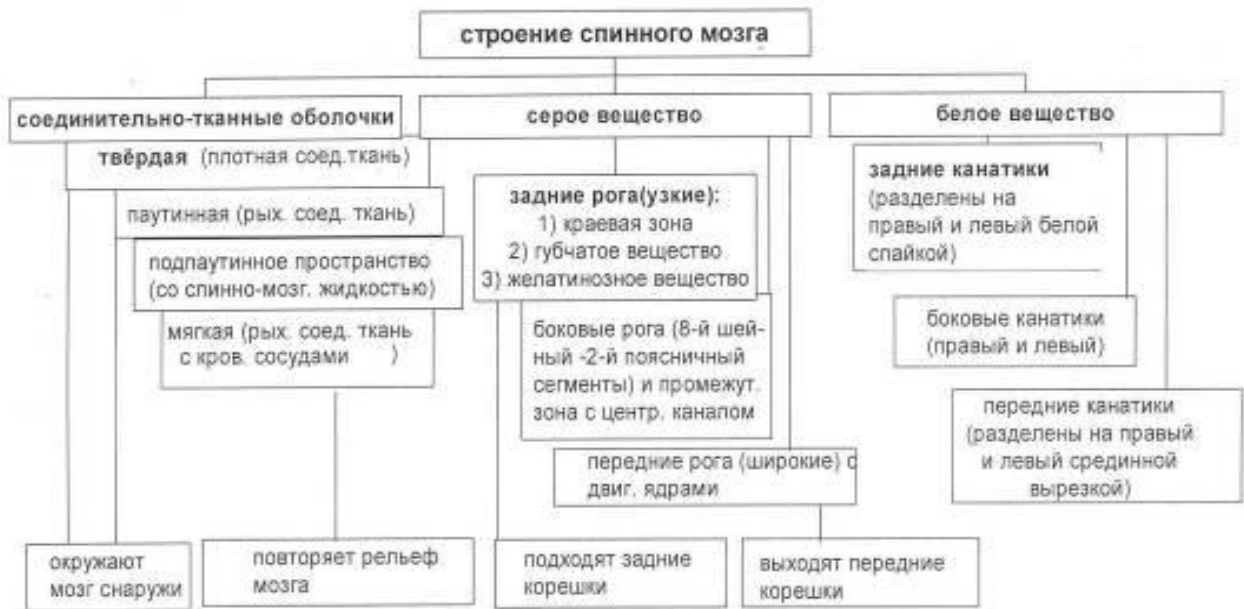 строение спинного мозга
соединительно-тканные оболочки
серое вещество
белое вещество
твёрдая (плотная соед.ткань)
паутинная (рых. соед. ткань)
подпаутинное пространство
(со спинно-мозг. жидкостью)
мягкая (рых. соед. ткань
с кров. сосудами )
задние рога(узкие):
1) краевая зона
2) губчатое вещество
3) желатинозное вещество
боковые рога (8-й шей-
ный -2-й поясничный
сегменты) и промежут.
зона с центр. каналом
передние рога (широкие) с
двиг. ядрами
задние канатики
(разделены на
правый и левый белой
спайкой)
боковые канатики
(правый и левый)
передние канатики
(разделены на правый
и левый срединной
вырезкой)
окружают
мозг снаружи
повторяет рельеф
мозга
подходят задние
корешки
выходят передние
корешки